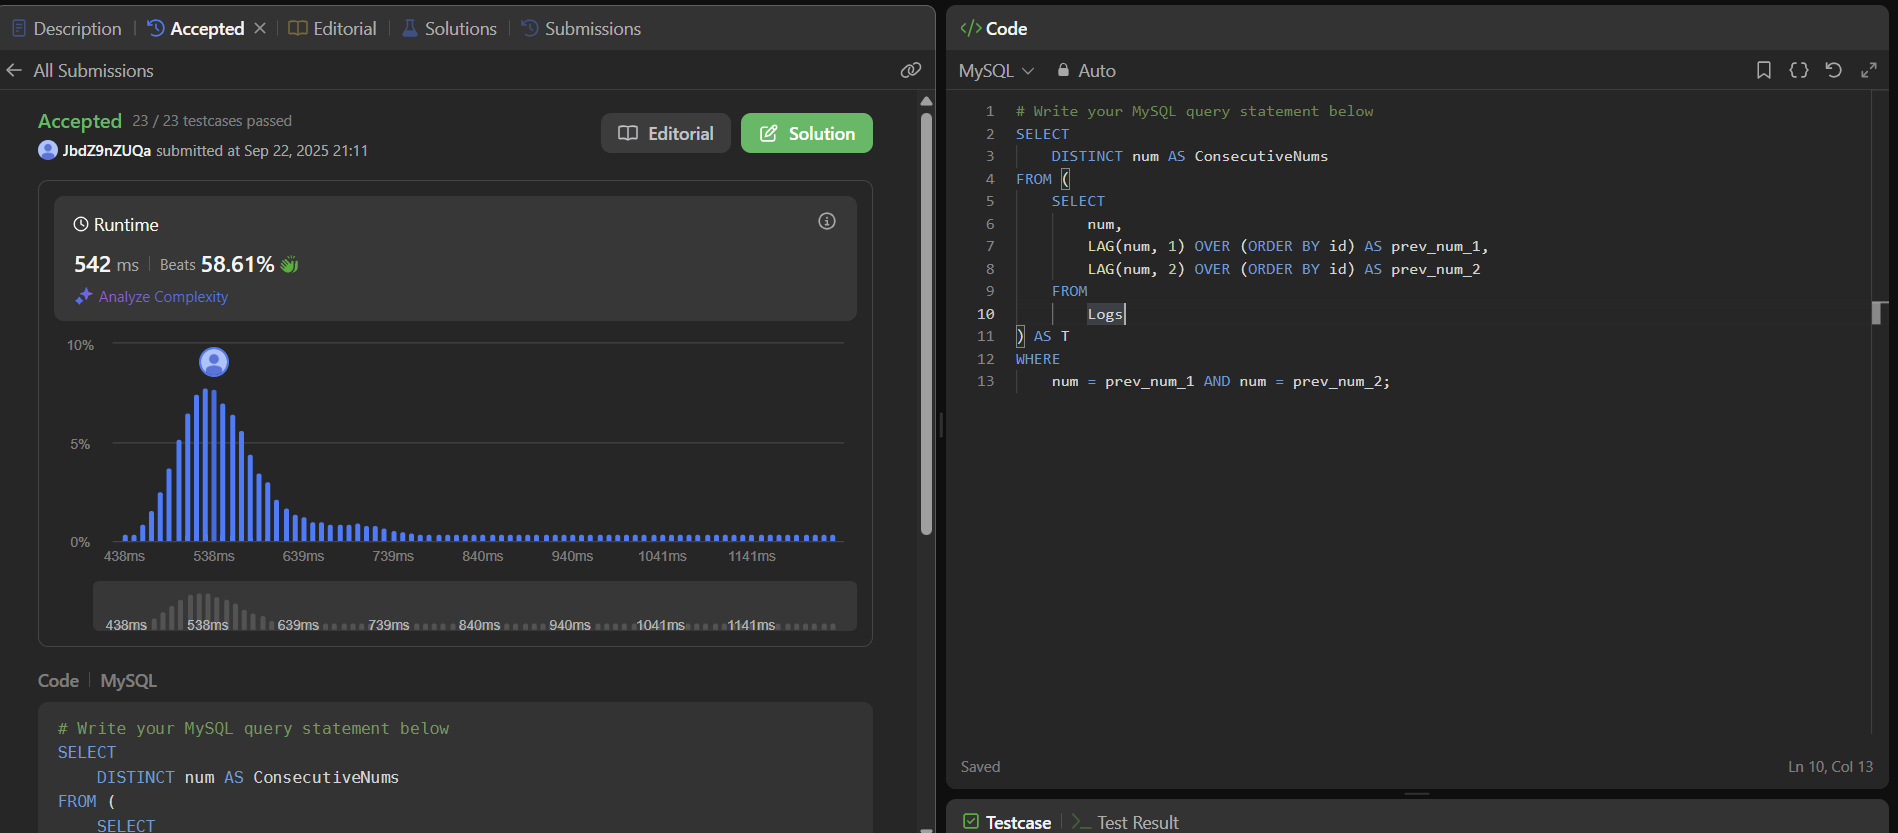 Description
Accepted
Editorial
Solutions
Submissions
All Submissions
Accepted 23 / 23 testcases passed
JbdZ9nZUQa submitted at Sep 22, 2025 21:11
Editorial
Solution
Runtime
542 ms
Beats 58.61%
Analyze Complexity
10%
5%
0%
438ms 538ms 639ms 739ms 840ms 940ms 1041ms 1141ms
438ms 538ms 639ms 739ms 840ms 940ms 1041ms 1141ms
Code MySQL
# Write your MySQL query statement below
SELECT
DISTINCT num AS ConsecutiveNums
FROM (
SELECT
</> Code
MySQL Auto
1 # Write your MySQL query statement below
2 SELECT
3 DISTINCT num AS ConsecutiveNums
4 FROM (
5 SELECT
6 num,
7 LAG(num, 1) OVER (ORDER BY id) AS prev_num_1,
8 LAG(num, 2) OVER (ORDER BY id) AS prev_num_2
9 FROM
10 Logs
11 ) AS T
12 WHERE
13 num = prev_num_1 AND num = prev_num_2;
Saved
Ln 10, Col 13
Testcase
Test Result